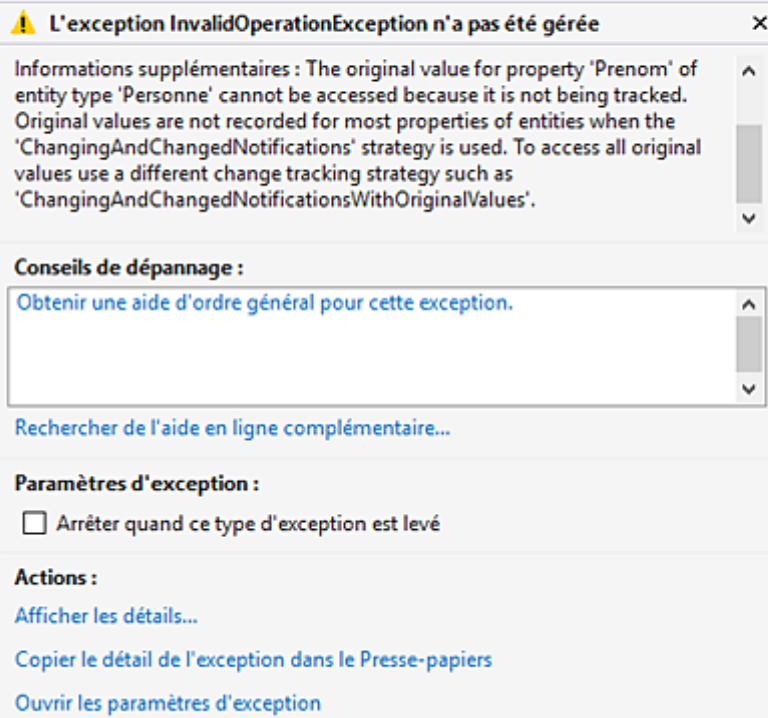 L'exception InvalidOperationException n'a pas été gérée
Informations supplémentaires : The original value for property 'Prenom' of
entity type 'Personne' cannot be accessed because it is not being tracked.
Original values are not recorded for most properties of entities when the
'ChangingAndChangedNotifications' strategy is used. To access all original
values use a different change tracking strategy such as
'ChangingAndChangedNotificationsWithOriginalValues'.
Conseils de dépannage :
Obtenir une aide d'ordre général pour cette exception.
Rechercher de l'aide en ligne complémentaire...
Paramètres d'exception :
Arrêter quand ce type d'exception est levé
Actions :
Afficher les détails...
Copier le détail de l'exception dans le Presse-papiers
Ouvrir les paramètres d'exception